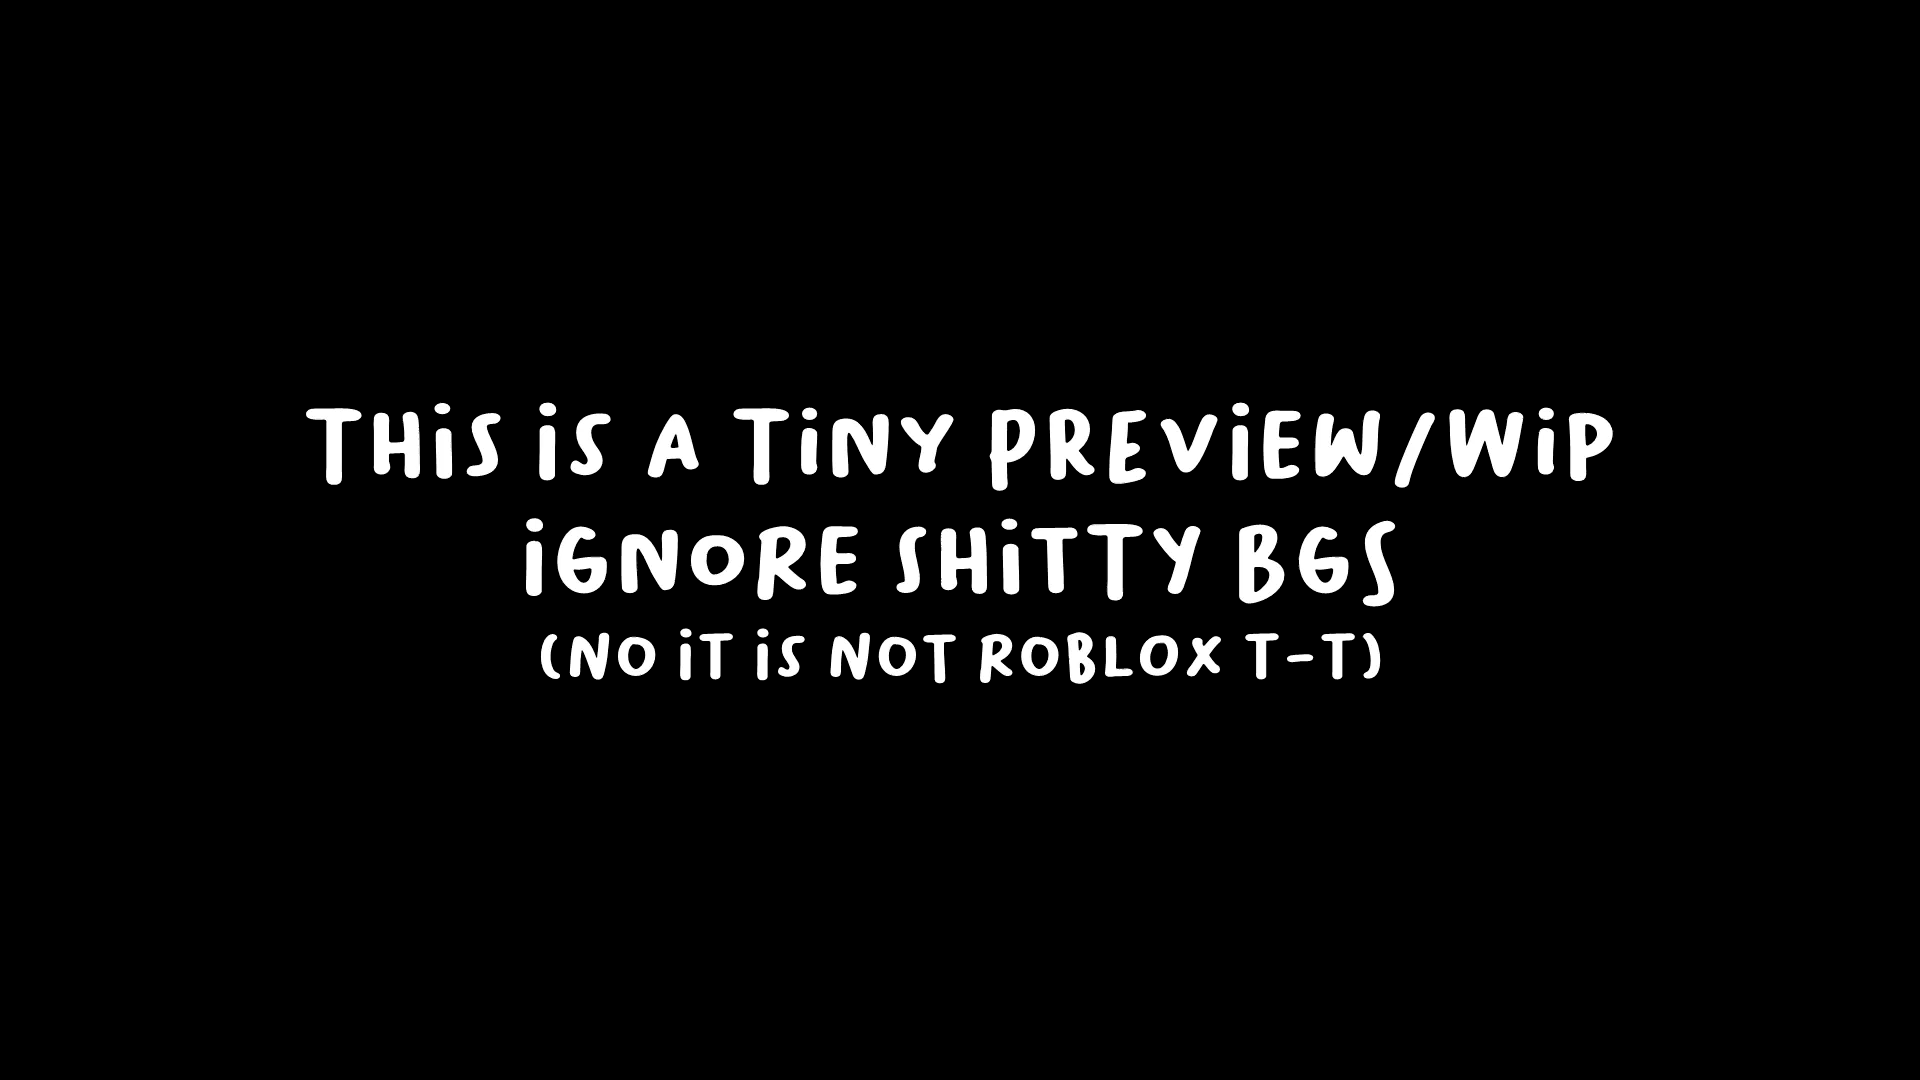 THiS iS A TiNY PREViEW/WiP
iGNORE SHiTTY BGS
(NO iT iS NOT ROBLOX T-T)